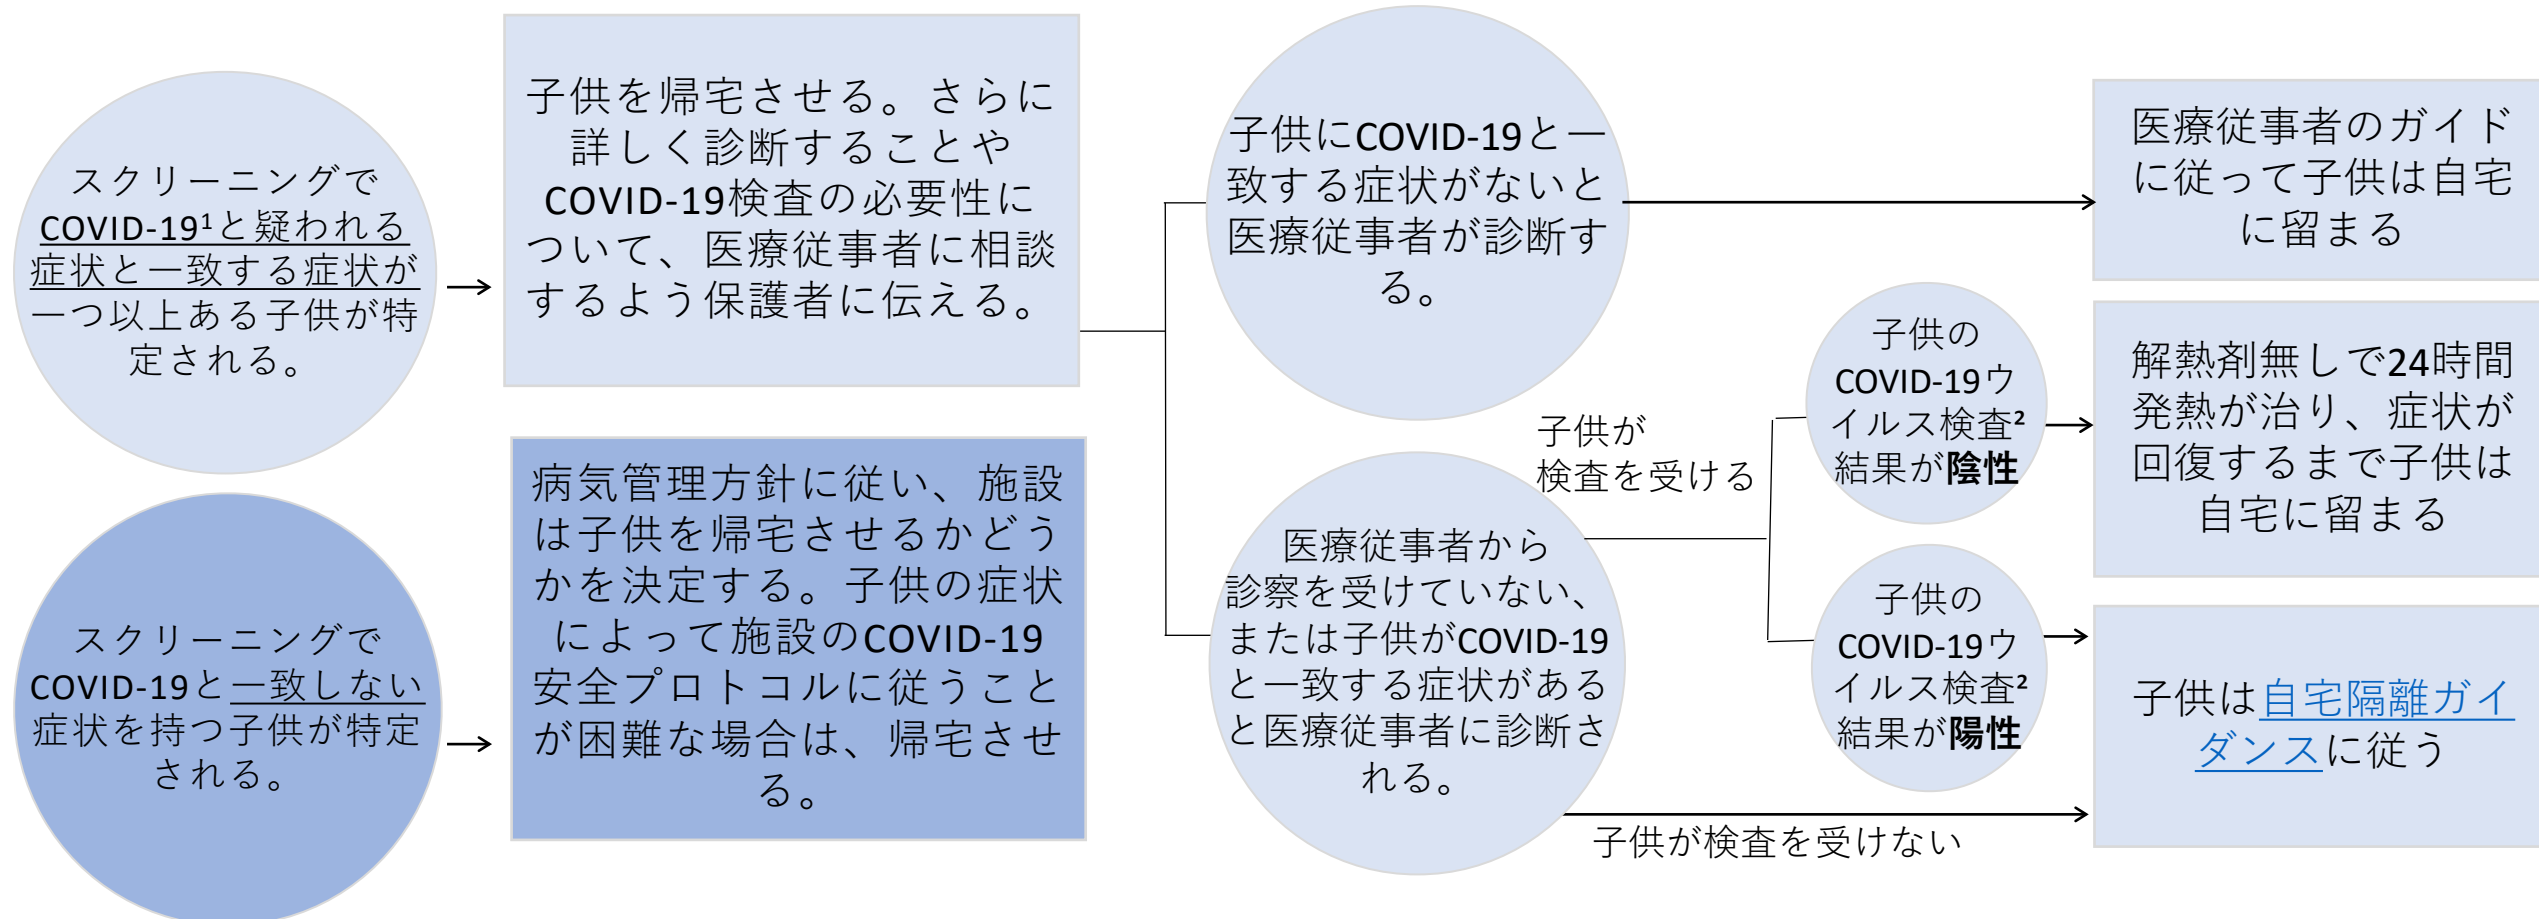 スクリーニングで
COVID-19¹と疑われる
症状と一致する症状が
一つ以上ある子供が特
定される。
子供を帰宅させる。さらに
詳しく診断することや
COVID-19検査の必要性に
ついて、医療従事者に相談
するよう保護者に伝える。
子供にCOVID-19と一
致する症状がないと
医療従事者が診断す
る。
医療従事者のガイド
に従って子供は自宅
に留まる
スクリーニングで
COVID-19と一致しない
症状を持つ子供が特定
される。
病気管理方針に従い、施設
は子供を帰宅させるかどう
かを決定する。子供の症状
によって施設のCOVID-19
安全プロトコルに従うこと
が困難な場合は、帰宅させ
る。
医療従事者から
診察を受けていない、
または子供がCOVID-19
と一致する症状がある
と医療従事者に診断さ
れる。
子供が
検査を受ける
子供の
COVID-19ウ
イルス検査²
結果が陰性
解熱剤無しで24時間
発熱が治り、症状が
回復するまで子供は
自宅に留まる
子供の
COVID-19ウ
イルス検査²
結果が陽性
子供は自宅隔離ガイ
ダンスに従う
子供が検査を受けない